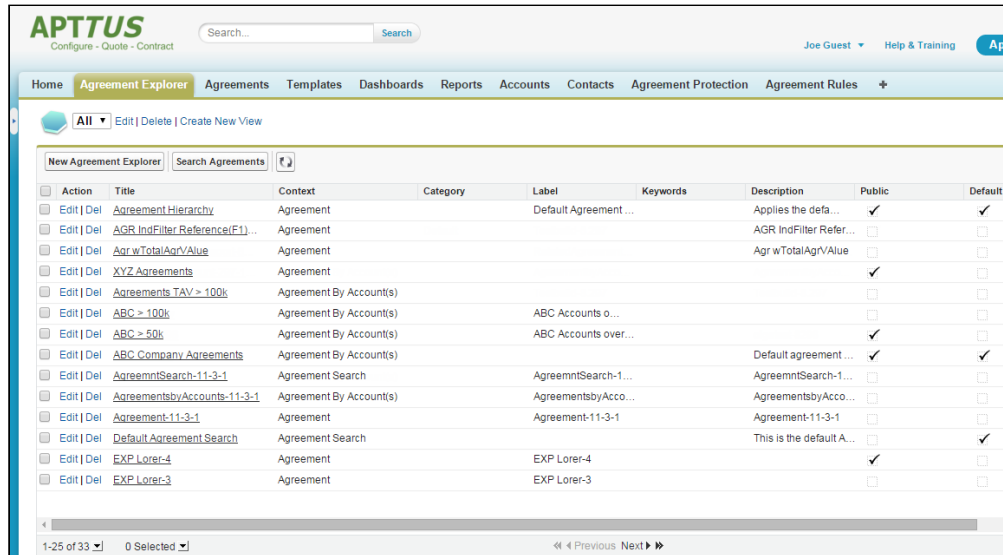 APTTUS
Configure - Quote - Contract
Search...
Search
Joe Guest
Help & Training
Ap
Home Agreement Explorer Agreements Templates Dashboards Reports Accounts Contacts Agreement Protection Agreement Rules +
All Edit | Delete | Create New View
New Agreement Explorer Search Agreements
Action Title Context Category Label Keywords Description Public Default
Edit | Del Agreement Hierarchy Agreement Default Agreement ... Applies the defa...
Edit | Del AGR IndFilter Reference(F1)... Agreement AGR IndFilter Refer...
Edit | Del Agr wTotalAgrVAlue Agreement Agr wTotalAgrVAlue
Edit | Del XYZ Agreements Agreement
Edit | Del Agreements TAV > 100k Agreement By Account(s)
Edit | Del ABC > 100k Agreement By Account(s) ABC Accounts o...
Edit | Del ABC > 50k Agreement By Account(s) ABC Accounts over...
Edit | Del ABC Company Agreements Agreement By Account(s) Default agreement ...
Edit | Del AgreemntSearch-11-3-1 Agreement Search AgreemntSearch-1... AgreemntSearch-1...
Edit | Del AgreementsbyAccounts-11-3-1 Agreement By Account(s) AgreementsbyAcco... AgreementsbyAcco...
Edit | Del Agreement-11-3-1 Agreement Agreement-11-3-1 Agreement-11-3-1
Edit | Del Default Agreement Search Agreement Search This is the default A...
Edit | Del EXP Lorer-4 Agreement EXP Lorer-4
Edit | Del EXP Lorer-3 Agreement EXP Lorer-3
1-25 of 33 0 Selected Previous Next